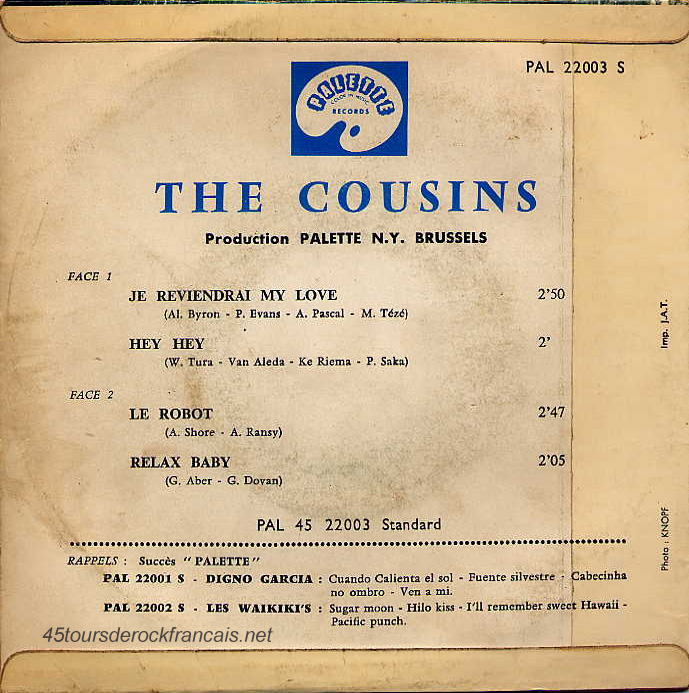 PAL 22003 S
PALETTE
COLOR IN MUSIC
RECORDS
THE COUSINS
Production PALETTE N.Y. BRUSSELS
FACE 1
JE REVIENDRAI MY LOVE 2'50
(Al. Byron - P. Evans - A. Pascal - M. Tézé)
HEY HEY 2'
(W. Tura - Van Aleda - Ke Riema - P. Saka)
FACE 2
LE ROBOT 2'47
(A. Shore - A. Ransy)
RELAX BABY 2'05
(G. Aber - G. Dovan)
PAL 45 22003 Standard
RAPPELS : Succès "PALETTE"
PAL 22001 S - DIGNO GARCIA : Cuando Calienta el sol - Fuente silvestre - Cabecinha
no ombro - Ven a mi.
PAL 22002 S - LES WAIKIKI'S : Sugar moon - Hilo kiss - I'll remember sweet Hawaii -
Pacific punch.
Imp. J.A.T.
Photo : KNOPF
45toursderockfrancais.net